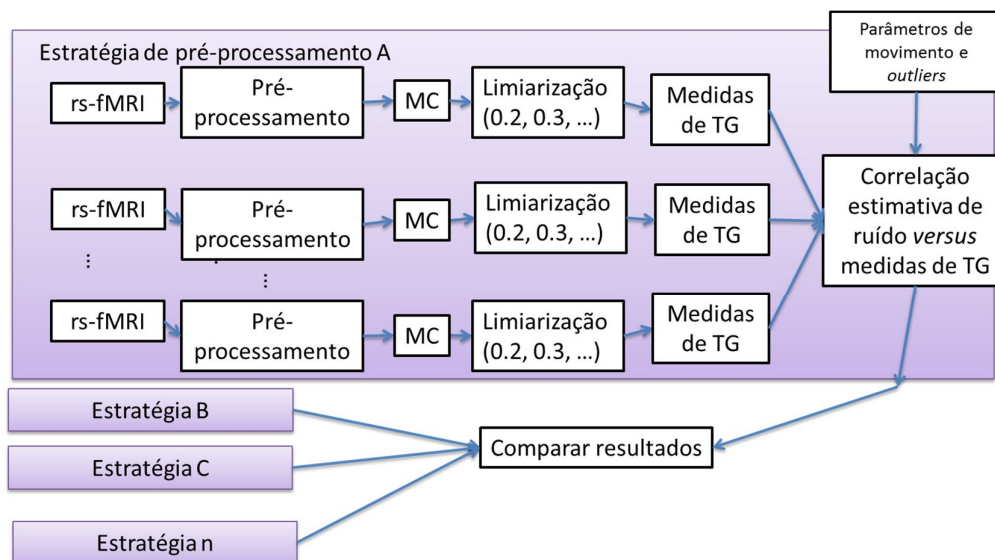 Estratégia de pré-processamento A
Parâmetros de
movimento e
outliers
rs-fMRI
Pré-
processamento
MC
Limiarização
(0.2, 0.3, ...)
Medidas
de TG
rs-fMRI
Pré-
processamento
MC
Limiarização
(0.2, 0.3, ...)
Medidas
de TG
Correlação
estimativa de
ruído versus
medidas de TG
...
...
rs-fMRI
Pré-
processamento
MC
Limiarização
(0.2, 0.3, ...)
Medidas
de TG
Estratégia B
Estratégia C
Estratégia n
Comparar resultados